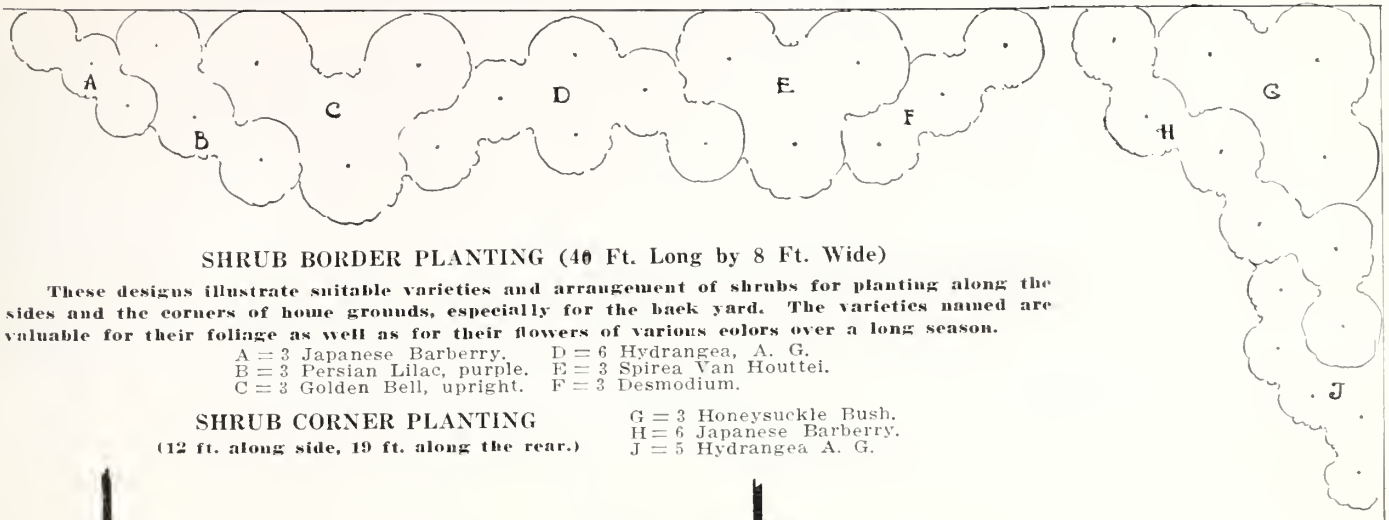 A
B
C
D
E
F
G
H
J
SHRUB BORDER PLANTING (40 Ft. Long by 8 Ft. Wide)
These designs illustrate suitable varieties and arrangement of shrubs for planting along the
sides and the corners of home grounds, especially for the back yard. The varieties named are
valuable for their foliage as well as for their flowers of various colors over a long season.
A = 3 Japanese Barberry. D = 6 Hydrangea, A. G.
B = 3 Persian Lilac, purple. E = 3 Spirea Van Houttei.
C = 3 Golden Bell, upright. F = 3 Desmodium.
SHRUB CORNER PLANTING
(12 ft. along side, 19 ft. along the rear.)
G = 3 Honeysuckle Bush.
H = 6 Japanese Barberry.
J = 5 Hydrangea A. G.